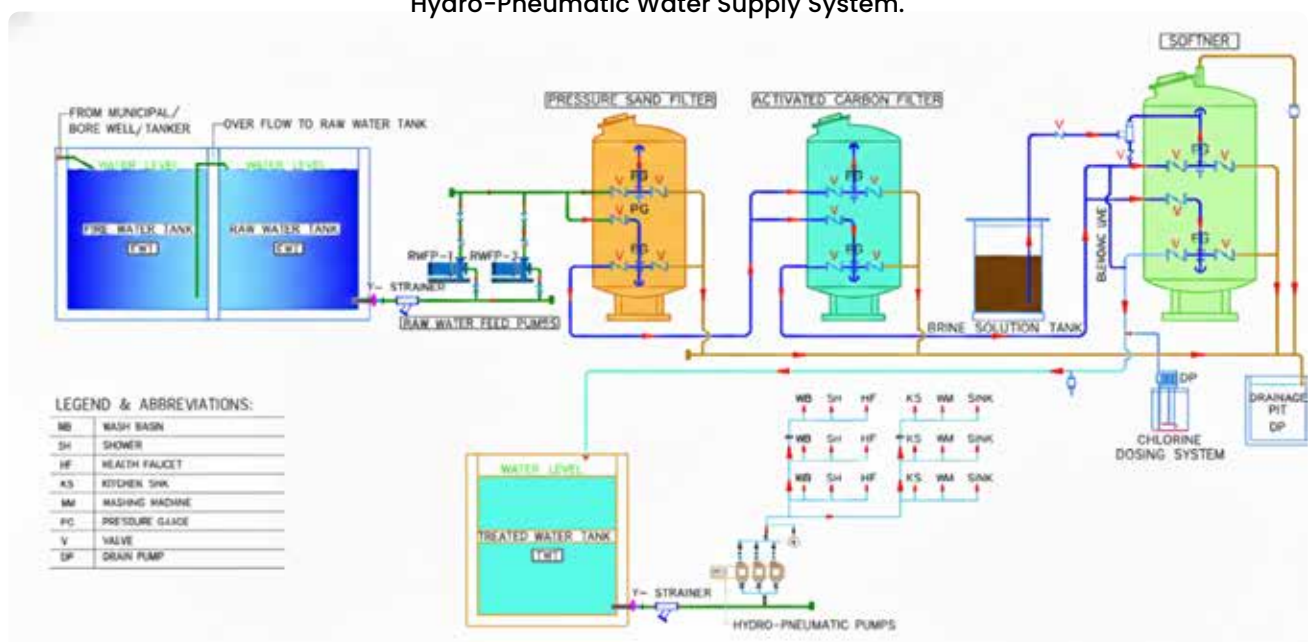 Hydro-Pneumatic Water Supply System.
SOFTNER
PRESSURE SAND FILTER
ACTIVATED CARBON FILTER
FROM MUNICIPAL/
BORE WELL/TANKER
OVER FLOW TO RAW WATER TANK
WATER LEVEL
WATER LEVEL
V
V
V
V
V
V
V
V
PG
PG
PG
PG
V
PG
V
V
FIRE WATER TANK
RAW WATER TANK
RWFP-1
RWFP-2
PG
PG
PG
V
V
V
V
V
V
BLENDING LINE
Y- STRAINER
RAW WATER FEED PUMPS
BRINE SOLUTION TANK
DP
DRAINAGE
PIT
DP
CHLORINE
DOSING SYSTEM
LEGEND & ABBREVIATIONS:
WB WASH BASIN
SH SHOWER
HF HEALTH FAUCET
KS KITCHEN SINK
WM WASHING MACHINE
PG PRESSURE GAUGE
V VALVE
DP DRAIN PUMP
WB SH HF KS WM SINK
WB SH HF KS WM SINK
WB SH HF KS WM SINK
WATER LEVEL
TREATED WATER TANK
TWT
Y- STRAINER
HYDRO-PNEUMATIC PUMPS